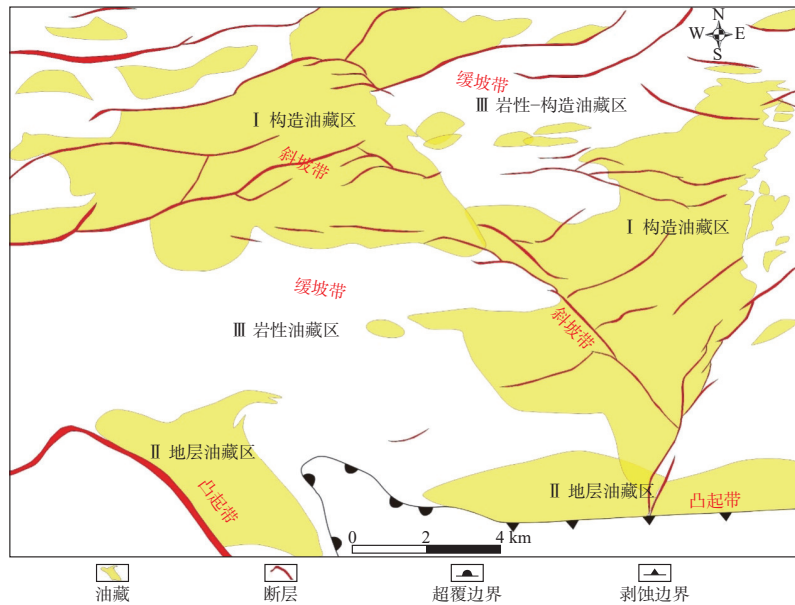 N
W E
S
缓坡带
Ⅲ 岩性-构造油藏区
Ⅰ 构造油藏区
斜坡带
Ⅰ 构造油藏区
缓坡带
Ⅲ 岩性油藏区
斜坡带
Ⅱ 地层油藏区
凸起带
Ⅱ 地层油藏区
凸起带
0 2 4 km
油藏 断层 超覆边界 剥蚀边界